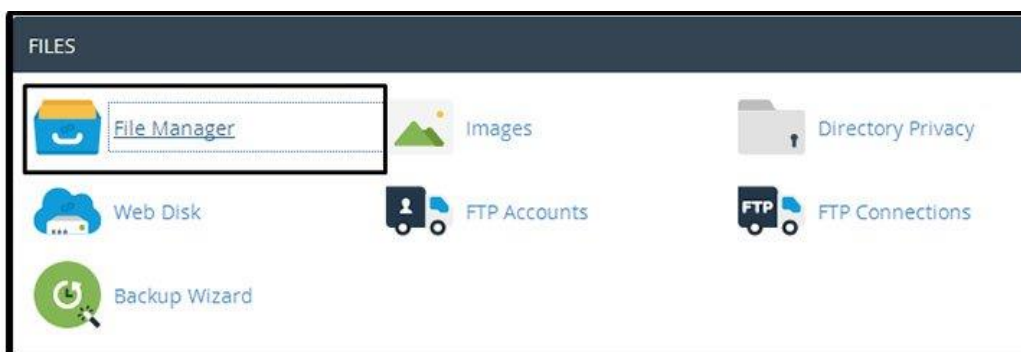 FILES
File Manager
Images
Directory Privacy
Web Disk
FTP Accounts
FTP
FTP Connections
Backup Wizard